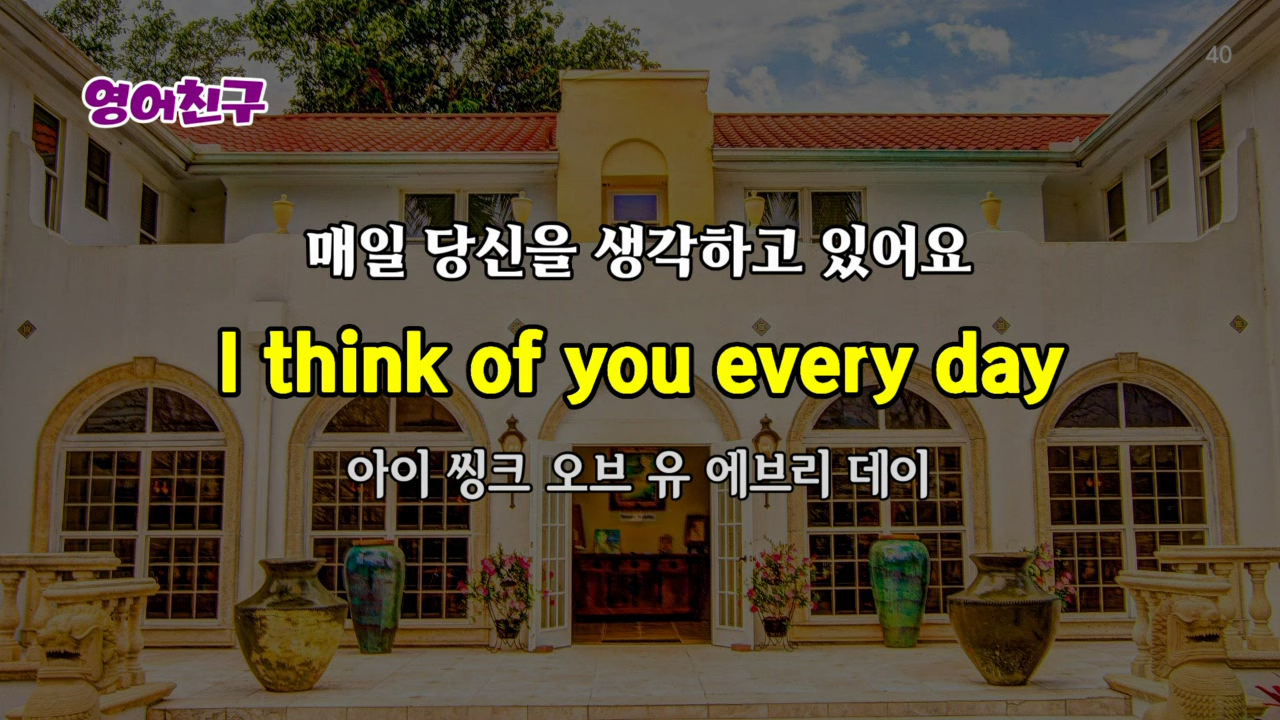 40
영어친구
매일 당신을 생각하고 있어요
I think of you every day
아이 씽크 오브 유 에브리 데이